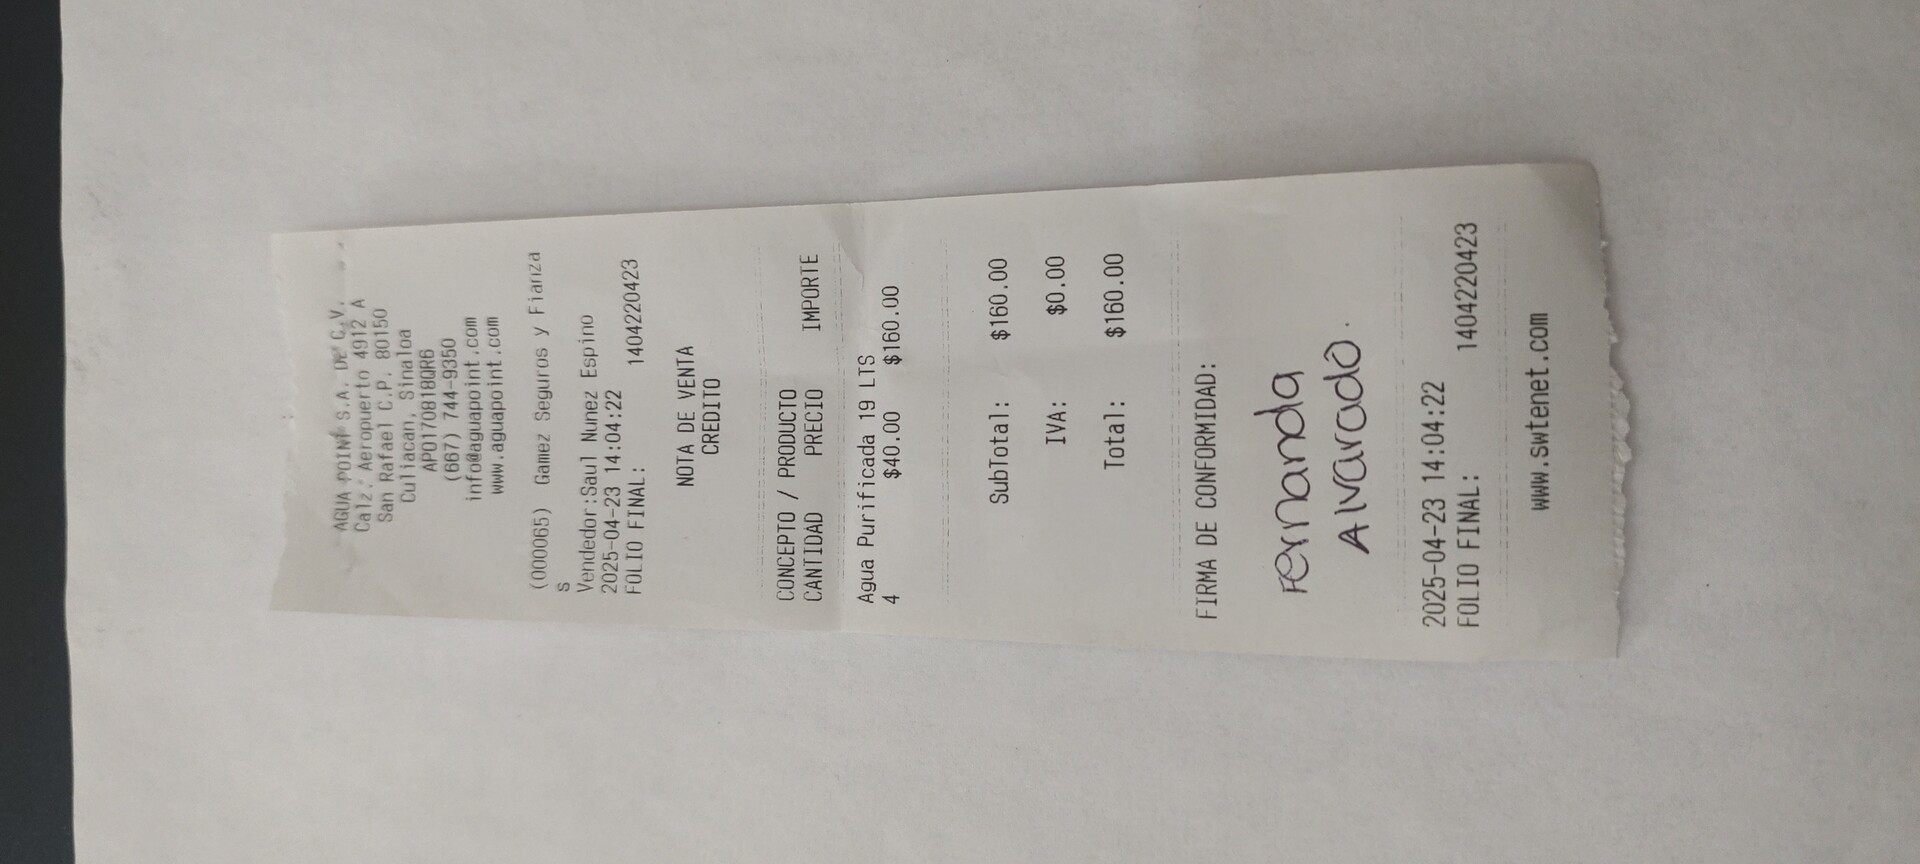 AGUA POINT S.A. DE C.V.
Calz. Aeropuerto 4912 A
San Rafael C.P. 80150
Culiacan, Sinaloa
APO170818QR6
(667) 744-9350
info@aguapoint.com
www.aguapoint.com
(000065) Gamez Seguros y Fianza
s
Vendedor:Saul Nunez Espino
2025-04-23 14:04:22
FOLIO FINAL: 1404220423
NOTA DE VENTA
CREDITO
CONCEPTO / PRODUCTO
CANTIDAD PRECIO IMPORTE
Agua Purificada 19 LTS
4 $40.00 $160.00
SubTotal: $160.00
IVA: $0.00
Total: $160.00
FIRMA DE CONFORMIDAD:
Fernanda
Alvarado.
2025-04-23 14:04:22
FOLIO FINAL: 1404220423
www.swtenet.com